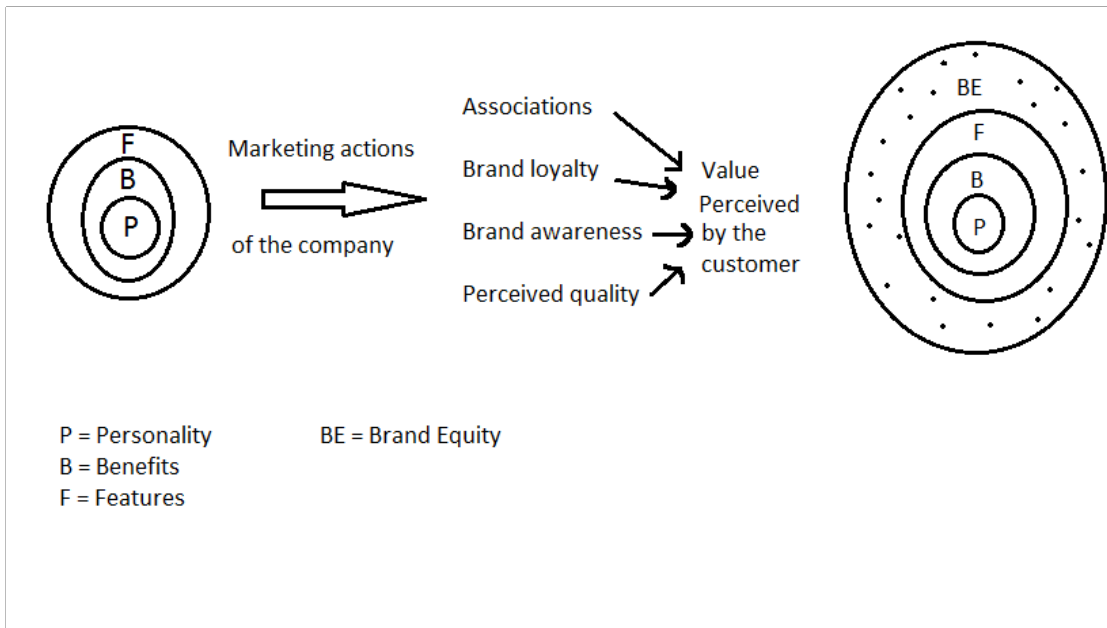 F
B
P
Marketing actions
of the company
Associations
Brand loyalty
Brand awareness
Perceived quality
Value
Perceived
by the
customer
BE
F
B
P
P = Personality
B = Benefits
F = Features
BE = Brand Equity